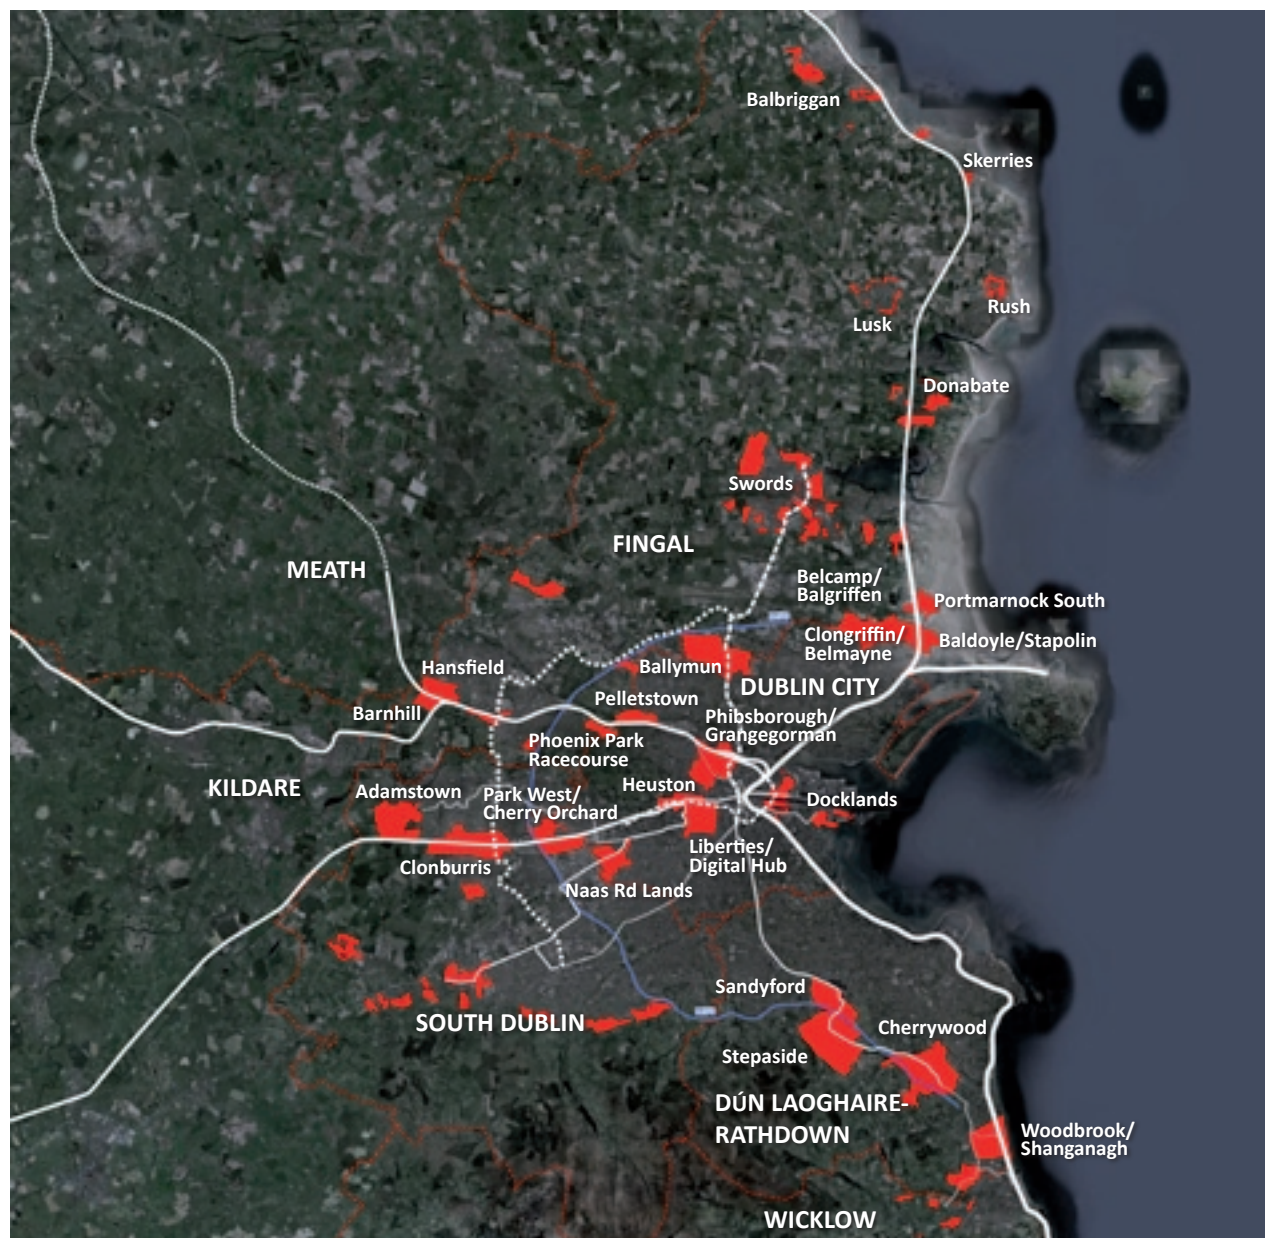 Balbriggan
Skerries
Rush
Lusk
Donabate
Swords
FINGAL
MEATH
Belcamp/
Balgriffen
Portmarnock South
Clongriffin/
Belmayne
Baldoyle/Stapolin
Hansfield
Ballymun
DUBLIN CITY
Pelletstown
Barnhill
Phibsborough/
Grangegorman
Phoenix Park
Racecourse
KILDARE
Heuston
Adamstown
Park West/
Cherry Orchard
Docklands
Liberties/
Digital Hub
Clonburris
Naas Rd Lands
Sandyford
SOUTH DUBLIN
Cherrywood
Stepaside
DÚN LAOGHAIRE-
RATHDOWN
Woodbrook/
Shanganagh
WICKLOW